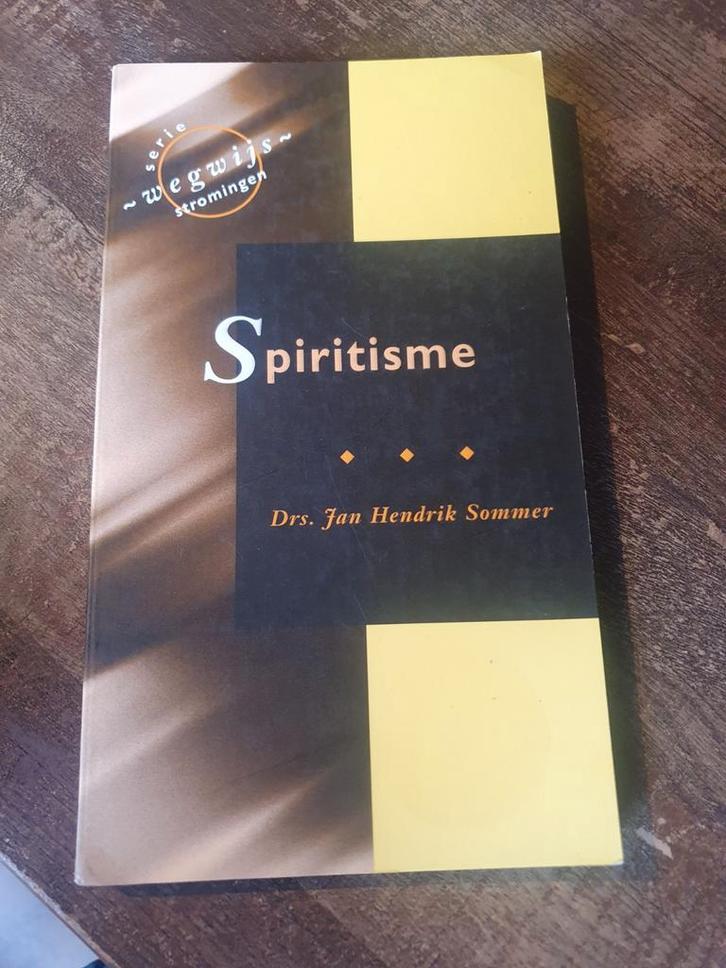 serie
~wegwijs~
stromingen
Spiritisme
Drs. Jan Hendrik Sommer